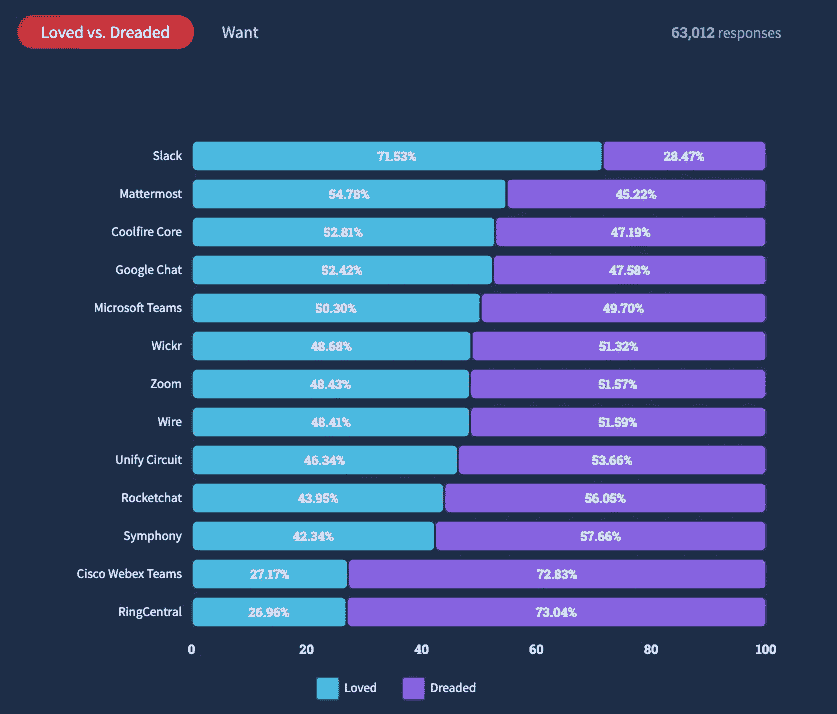 Loved vs. Dreaded Want 63,012 responses
Slack 71.53% 28.47%
Mattermost 54.78% 45.22%
Coolfire Core 52.81% 47.19%
Google Chat 52.42% 47.58%
Microsoft Teams 50.30% 49.70%
Wickr 48.68% 51.32%
Zoom 48.43% 51.57%
Wire 48.41% 51.59%
Unify Circuit 46.34% 53.66%
Rocketchat 43.95% 56.05%
Symphony 42.34% 57.66%
Cisco Webex Teams 27.17% 72.83%
RingCentral 26.96% 73.04%
0 20 40 60 80 100
Loved Dreaded